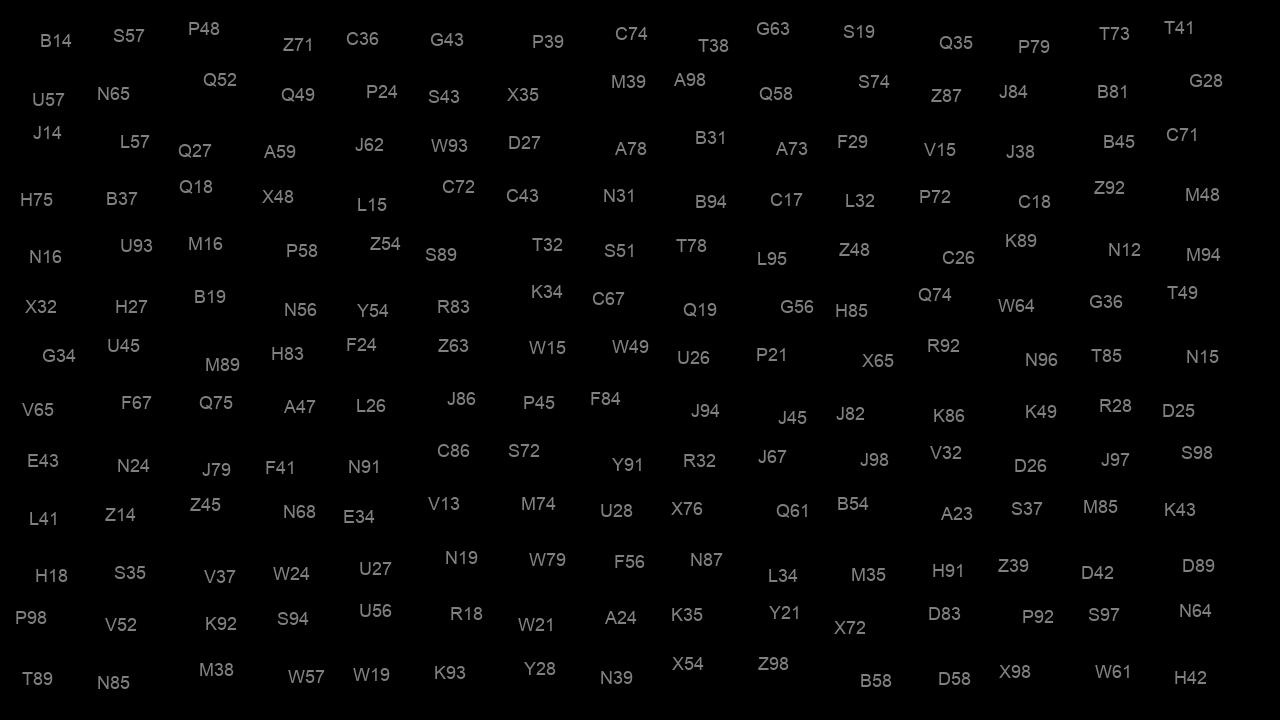 B14 S57 P48 Z71 C36 G43 P39 C74 T38 G63 S19 Q35 P79 T73 T41
U57 N65 Q52 Q49 P24 S43 X35 M39 A98 Q58 S74 Z87 J84 B81 G28
J14 L57 Q27 A59 J62 W93 D27 A78 B31 A73 F29 V15 J38 B45 C71
H75 B37 Q18 X48 L15 C72 C43 N31 B94 C17 L32 P72 C18 Z92 M48
N16 U93 M16 P58 Z54 S89 T32 S51 T78 L95 Z48 C26 K89 N12 M94
X32 H27 B19 N56 Y54 R83 K34 C67 Q19 G56 H85 Q74 W64 G36 T49
G34 U45 M89 H83 F24 Z63 W15 W49 U26 P21 X65 R92 N96 T85 N15
V65 F67 Q75 A47 L26 J86 P45 F84 J94 J45 J82 K86 K49 R28 D25
E43 N24 J79 F41 N91 C86 S72 Y91 R32 J67 J98 V32 D26 J97 S98
L41 Z14 Z45 N68 E34 V13 M74 U28 X76 Q61 B54 A23 S37 M85 K43
H18 S35 V37 W24 U27 N19 W79 F56 N87 L34 M35 H91 Z39 D42 D89
P98 V52 K92 S94 U56 R18 W21 A24 K35 Y21 X72 D83 P92 S97 N64
T89 N85 M38 W57 W19 K93 Y28 N39 X54 Z98 B58 D58 X98 W61 H42